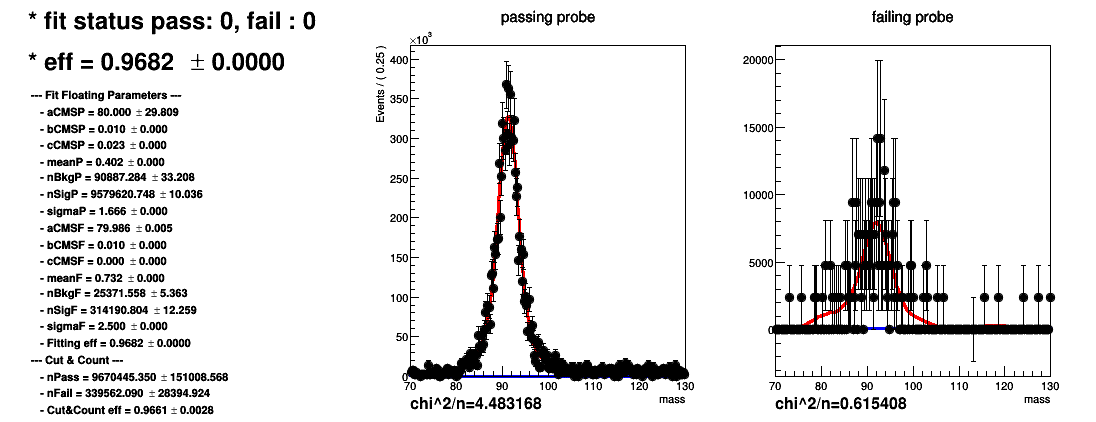 * fit status pass: 0, fail : 0
* eff = 0.9682 ± 0.0000
--- Fit Floating Parameters ---
- aCMSP = 80.000 ± 29.809
- bCMSP = 0.010 ± 0.000
- cCMSP = 0.023 ± 0.000
- meanP = 0.402 ± 0.000
- nBkgP = 90887.284 ± 33.208
- nSigP = 9579620.748 ± 10.036
- sigmaP = 1.666 ± 0.000
- aCMSF = 79.986 ± 0.005
- bCMSF = 0.010 ± 0.000
- cCMSF = 0.000 ± 0.000
- meanF = 0.732 ± 0.000
- nBkgF = 25371.558 ± 5.363
- nSigF = 314190.804 ± 12.259
- sigmaF = 2.500 ± 0.000
- Fitting eff = 0.9682 ± 0.0000
--- Cut & Count ---
- nPass = 9670445.350 ± 151008.568
- nFail = 339562.090 ± 28394.924
- Cut&Count eff = 0.9661 ± 0.0028
passing probe
×10³
Events / ( 0.25 )
400
350
300
250
200
150
100
50
0
70 80 90 100 110 120 130
mass
chi^2/n=4.483168
failing probe
20000
15000
10000
5000
0
70 80 90 100 110 120 130
mass
chi^2/n=0.615408